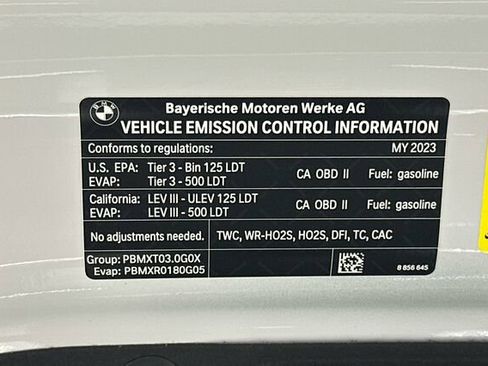 BMW
Bayerische Motoren Werke AG
VEHICLE EMISSION CONTROL INFORMATION
Conforms to regulations: MY 2023
U.S. EPA: Tier 3 - Bin 125 LDT CA OBD II Fuel: gasoline
EVAP: Tier 3 - 500 LDT
California: LEV III - ULEV 125 LDT CA OBD II Fuel: gasoline
EVAP: LEV III - 500 LDT
No adjustments needed. TWC, WR-HO2S, HO2S, DFI, TC, CAC
Group: PBMXT03.0G0X
Evap: PBMXR0180G05 8 856 645